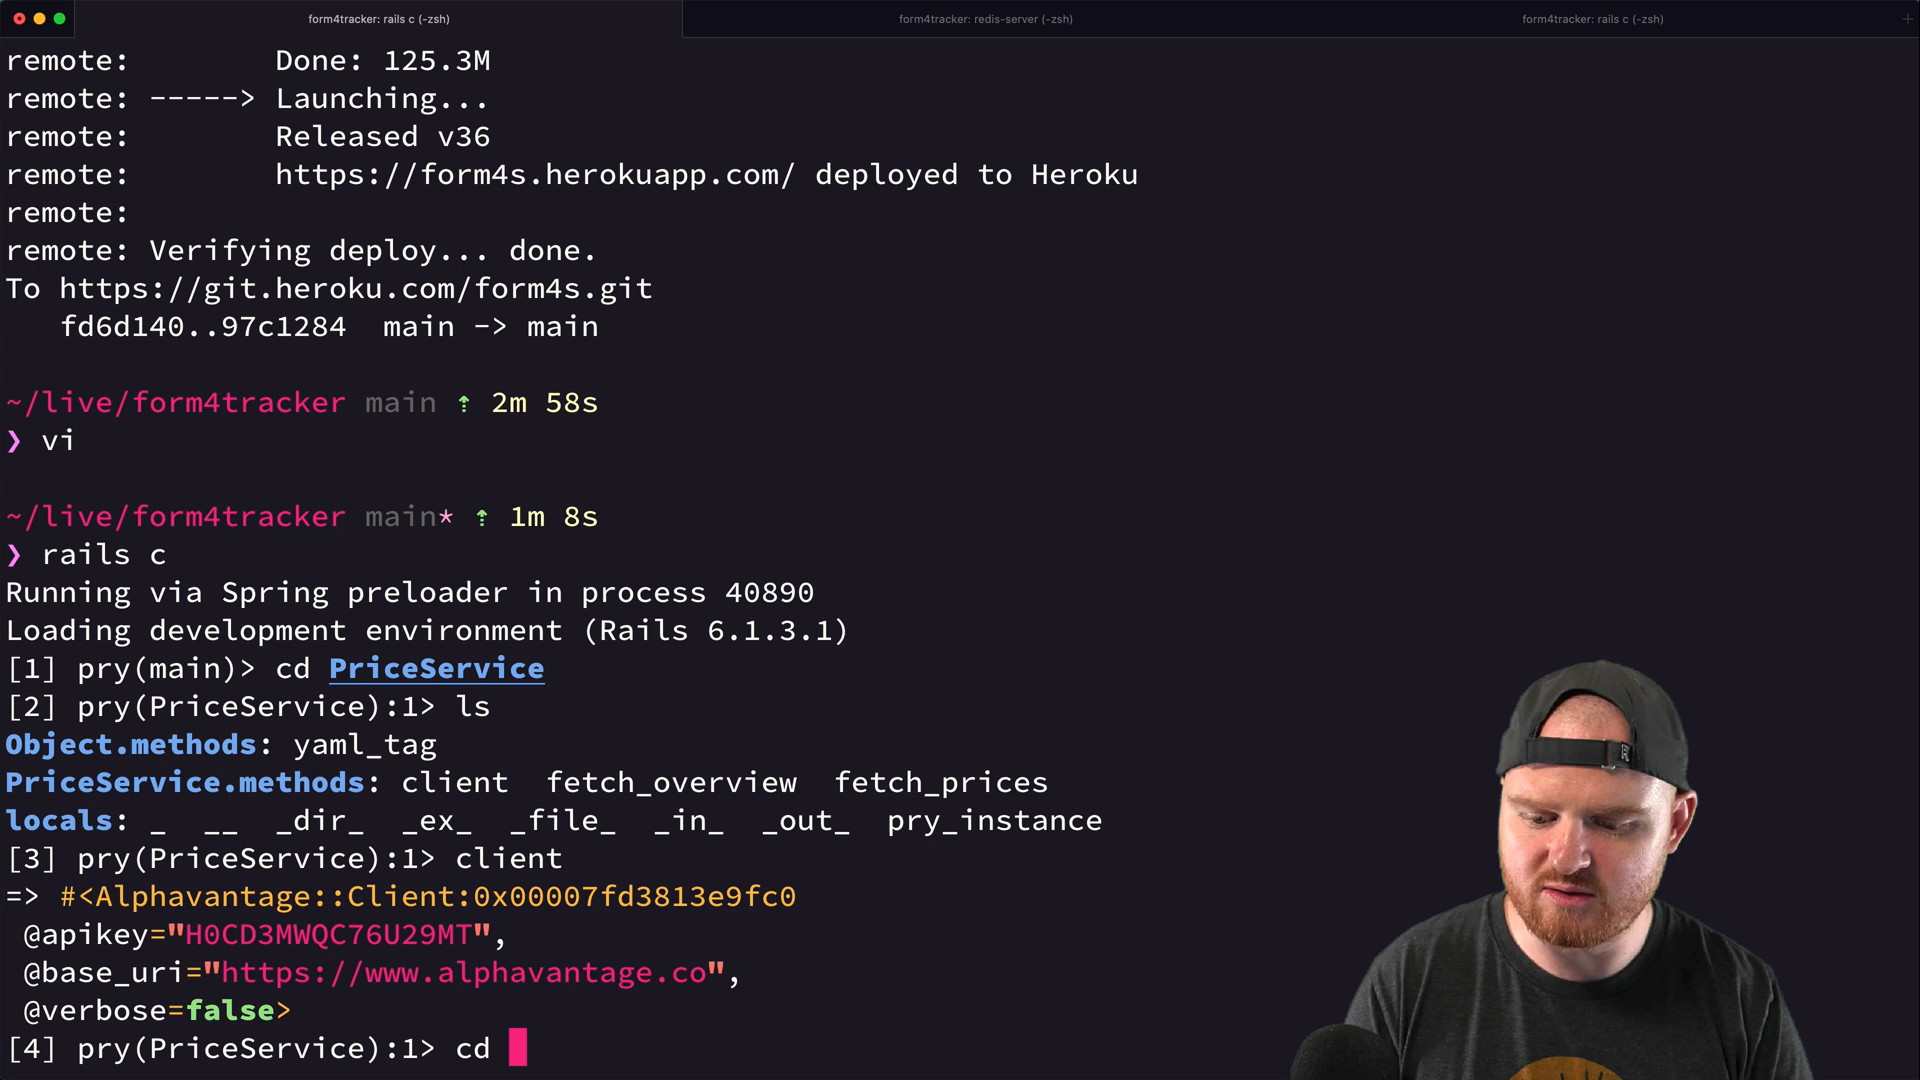 form4tracker: rails c (-zsh)
form4tracker: redis-server (-zsh)
form4tracker: rails c (-zsh)
remote:        Done: 125.3M
remote: -----> Launching...
remote:        Released v36
remote:        https://form4s.herokuapp.com/ deployed to Heroku
remote:
remote: Verifying deploy... done.
To https://git.heroku.com/form4s.git
   fd6d140..97c1284  main -> main
~/live/form4tracker main ⇡ 2m 58s
❯ vi
~/live/form4tracker main* ⇡ 1m 8s
❯ rails c
Running via Spring preloader in process 40890
Loading development environment (Rails 6.1.3.1)
[1] pry(main)> cd PriceService
[2] pry(PriceService):1> ls
Object.methods: yaml_tag
PriceService.methods: client  fetch_overview  fetch_prices
locals: _  __  _dir_  _ex_  _file_  _in_  _out_  pry_instance
[3] pry(PriceService):1> client
=> #<Alphavantage::Client:0x00007fd3813e9fc0
 @apikey="H0CD3MWQC76U29MT",
 @base_uri="https://www.alphavantage.co",
 @verbose=false>
[4] pry(PriceService):1> cd